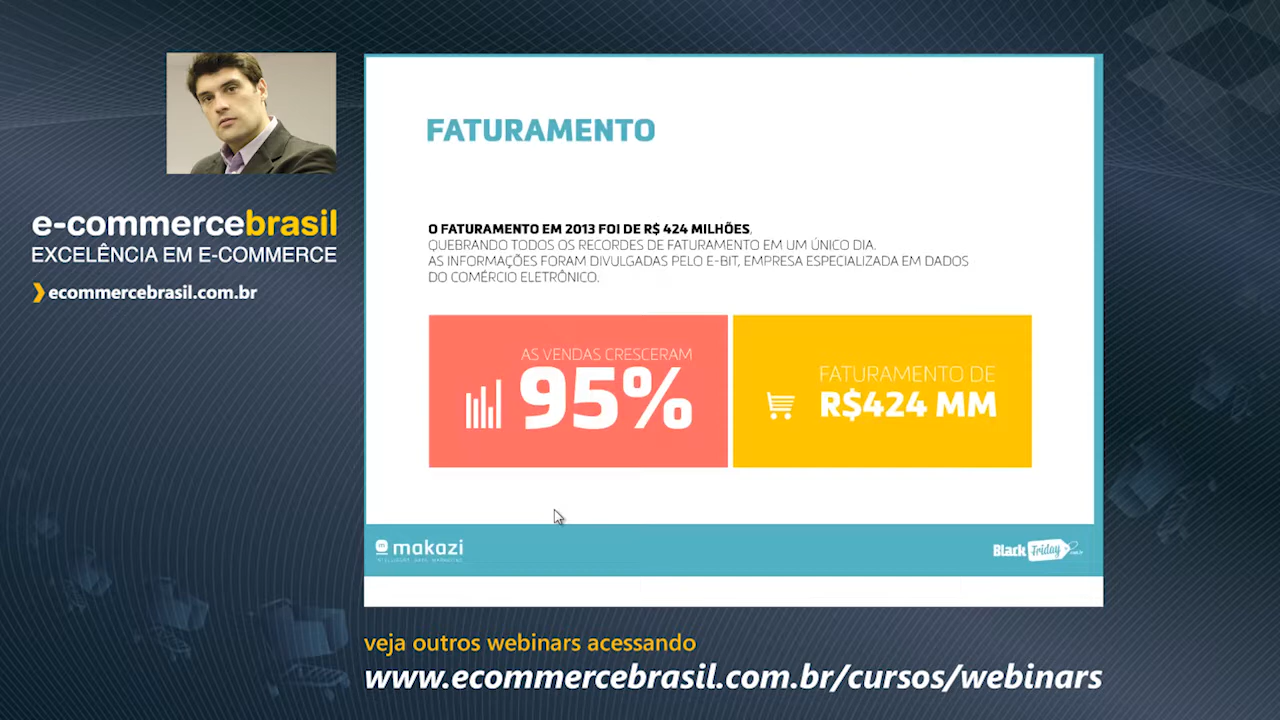 e-commercebrasil
EXCELÊNCIA EM E-COMMERCE
ecommercebrasil.com.br
FATURAMENTO
O FATURAMENTO EM 2013 FOI DE R$ 424 MILHÕES,
QUEBRANDO TODOS OS RECORDES DE FATURAMENTO EM UM ÚNICO DIA.
AS INFORMAÇÕES FORAM DIVULGADAS PELO E-BIT, EMPRESA ESPECIALIZADA EM DADOS
DO COMÉRCIO ELETRÔNICO.
AS VENDAS CRESCERAM
95%
FATURAMENTO DE
R$424 MM
makazi
Black Friday
veja outros webinars acessando
www.ecommercebrasil.com.br/cursos/webinars